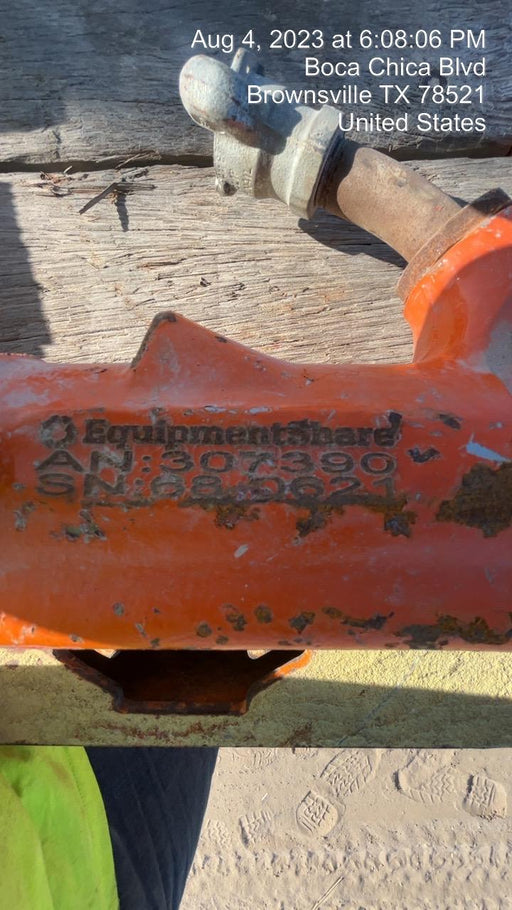 Aug 4, 2023 at 6:08:06 PM
Boca Chica Blvd
Brownsville TX 78521
United States
EquipmentShare
AN:307390
SN: